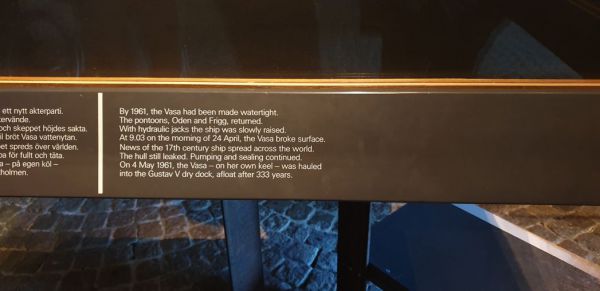 ett nytt akterparti.
tervände.
och skeppet höjdes sakta.
il bröt Vasa vattenytan.
et spreds över världen.
pa för fullt och täta.
a – på egen köl –
tholmen.
By 1961, the Vasa had been made watertight.
The pontoons, Oden and Frigg, returned.
With hydraulic jacks the ship was slowly raised.
At 9.03 on the morning of 24 April, the Vasa broke surface.
News of the 17th century ship spread across the world.
The hull still leaked. Pumping and sealing continued.
On 4 May 1961, the Vasa – on her own keel – was hauled
into the Gustav V dry dock, afloat after 333 years.